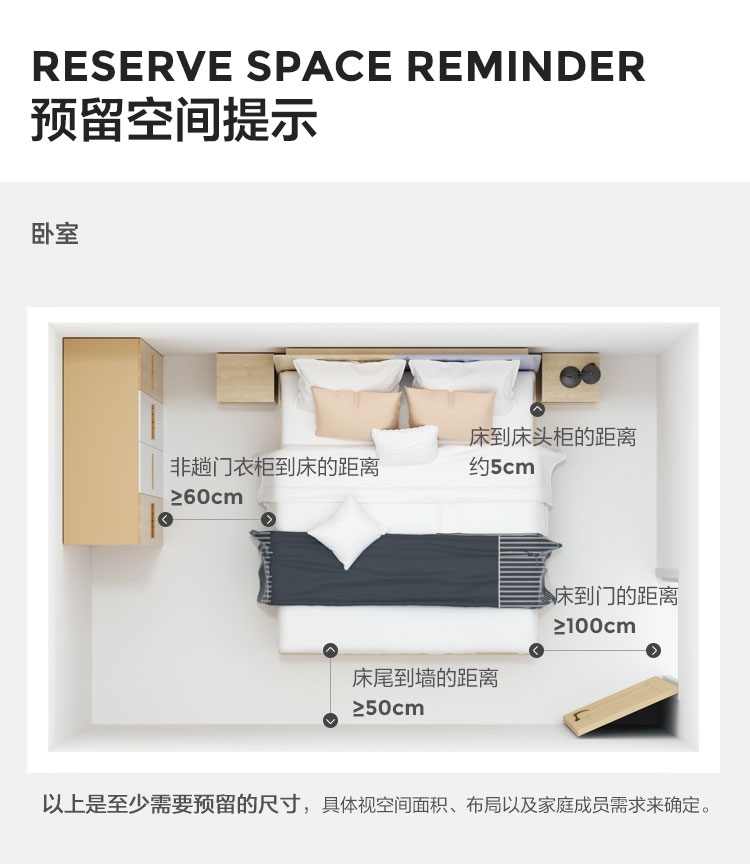 RESERVE SPACE REMINDER
预留空间提示
卧室
床到床头柜的距离
约5cm
非趟门衣柜到床的距离
≥60cm
床到门的距离
≥100cm
床尾到墙的距离
≥50cm
以上是至少需要预留的尺寸，具体视空间面积、布局以及家庭成员需求来确定。